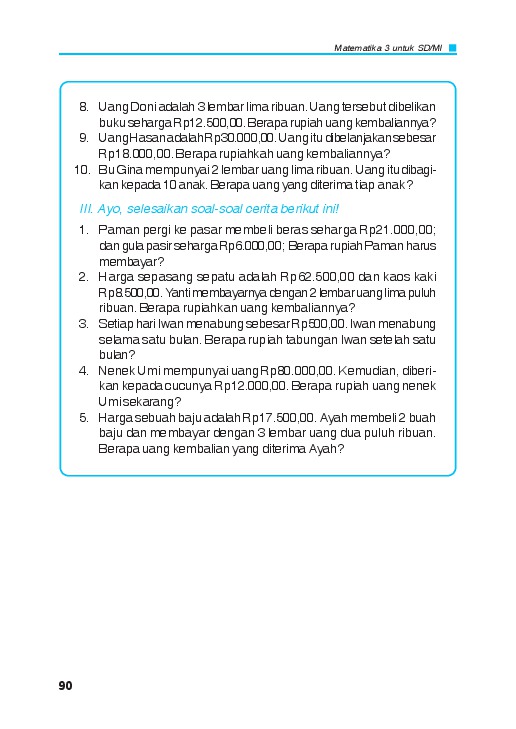 Matematika 3 untuk SD/MI
8. Uang Doni adalah 3 lembar lima ribuan. Uang tersebut dibelikan
buku seharga Rp12.500,00. Berapa rupiah uang kembaliannya?
9. Uang Hasan adalah Rp30.000,00. Uang itu dibelanjakan sebesar
Rp18.000,00. Berapa rupiahkah uang kembaliannya?
10. Bu Gina mempunyai 2 lembar uang lima ribuan. Uang itu dibagi-
kan kepada 10 anak. Berapa uang yang diterima tiap anak ?
III. Ayo, selesaikan soal-soal cerita berikut ini!
1. Paman pergi ke pasar membeli beras seharga Rp21.000,00;
dan gula pasir seharga Rp6.000,00; Berapa rupiah Paman harus
membayar?
2. Harga sepasang sepatu adalah Rp62.500,00 dan kaos kaki
Rp8.500,00. Yanti membayarnya dengan 2 lembar uang lima puluh
ribuan. Berapa rupiahkan uang kembaliannya?
3. Setiap hari Iwan menabung sebesar Rp500,00. Iwan menabung
selama satu bulan. Berapa rupiah tabungan Iwan setelah satu
bulan?
4. Nenek Umi mempunyai uang Rp80.000,00. Kemudian, diberi-
kan kepada cucunya Rp12.000,00. Berapa rupiah uang nenek
Umi sekarang?
5. Harga sebuah baju adalah Rp17.500,00. Ayah membeli 2 buah
baju dan membayar dengan 3 lembar uang dua puluh ribuan.
Berapa uang kembalian yang diterima Ayah?
90